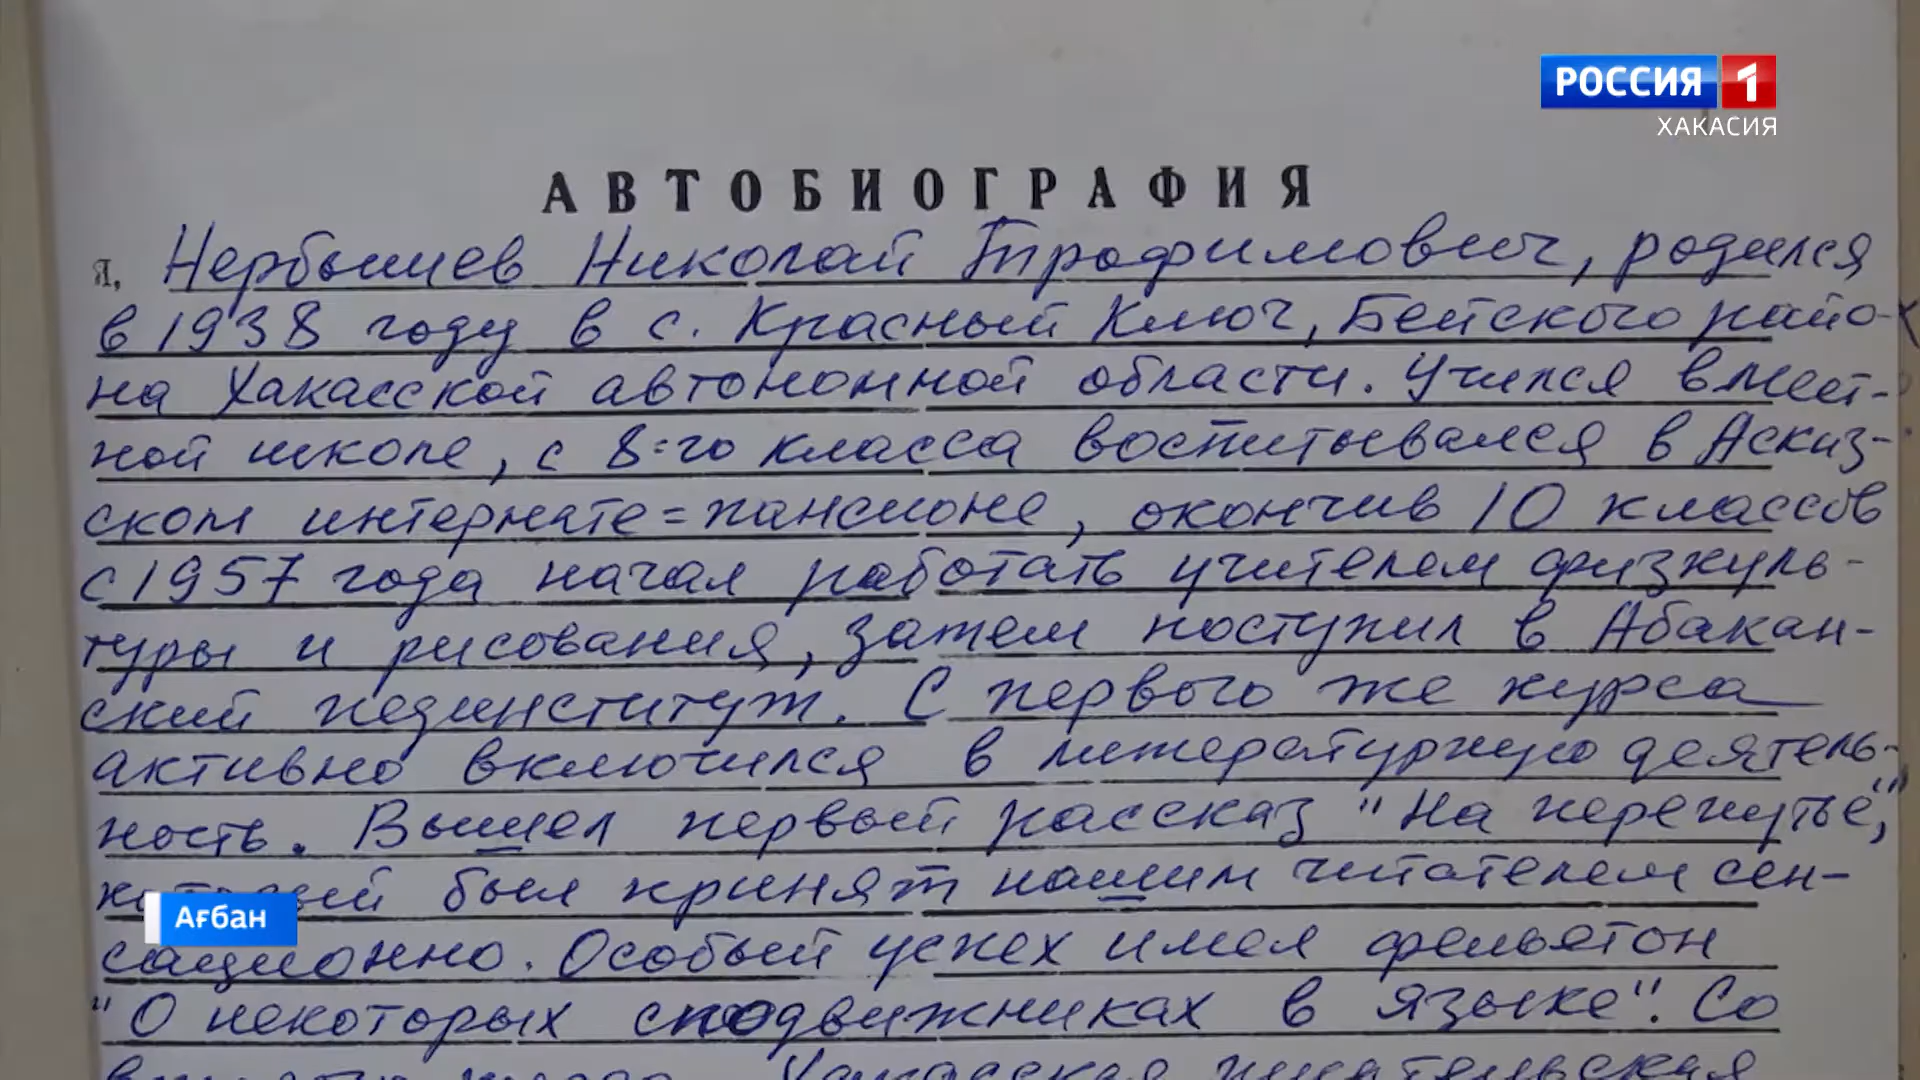 РОССИЯ 1
ХАКАСИЯ
АВТОБИОГРАФИЯ
Я, Нербышев Николай Трофимович, родился
в 1938 году в с. Красный Ключ, Бейского райо-
на Хакасской автономной области. Учился в мест-
ной школе, с 8=го класса воспитывался в Аскиз-
ском интернате=пансионе, окончив 10 классов
с 1957 года начал работать учителем физкуль-
туры и рисования, затем поступил в Абакан-
ский пединститут. С первого же курса
активно включился в литературную деятель-
ность. Вышел первый рассказ "На перепутье",
был принят нашим читателем сен-
Ағбан
сационно. Особый успех имел фельетон
"О некоторых сподвижниках в языке". Со
Хакасская писательская